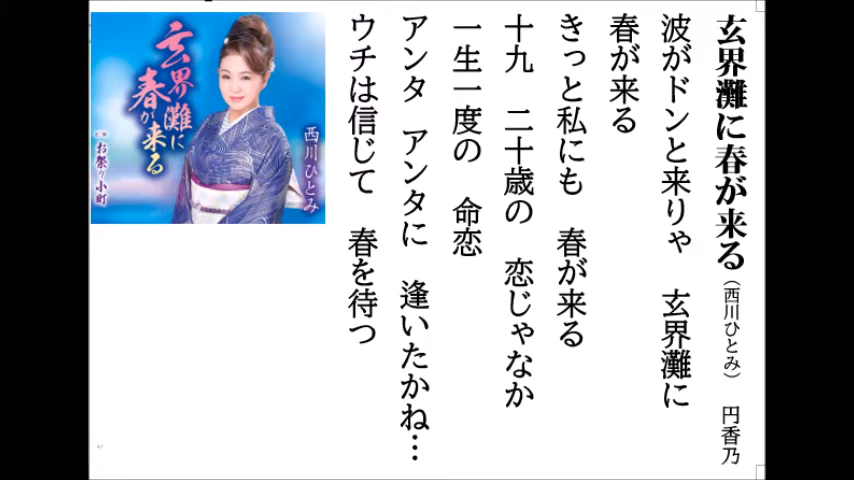 玄界灘に春が来る（西川ひとみ） 円香乃
波がドンと来りゃ 玄界灘に
春が来る
きっと私にも 春が来る
十九 二十歳の 恋じゃなか
一生一度の 命恋
アンタ アンタに 逢いたかね…
ウチは信じて 春を待つ
玄界灘に
春が来る
西川ひとみ
お祭り小町